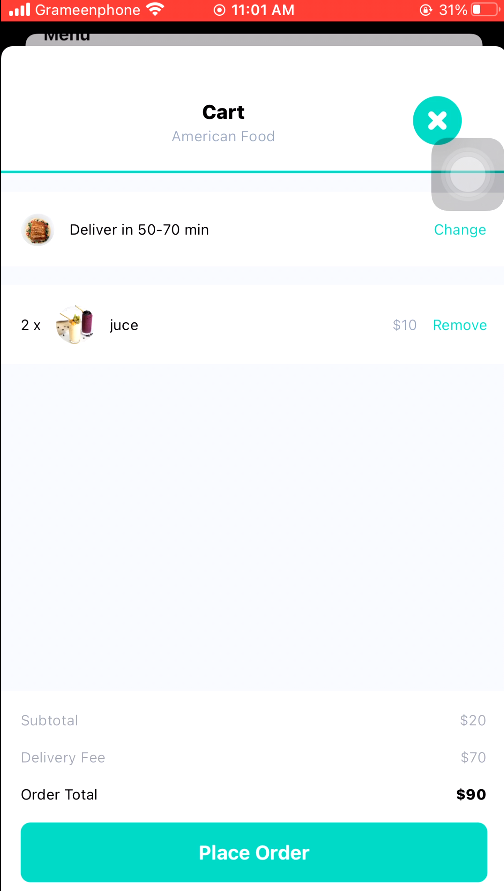 Grameenphone 11:01 AM 31%
Menu
Cart
American Food
Deliver in 50-70 min Change
2 x juce $10 Remove
Subtotal $20
Delivery Fee $70
Order Total $90
Place Order